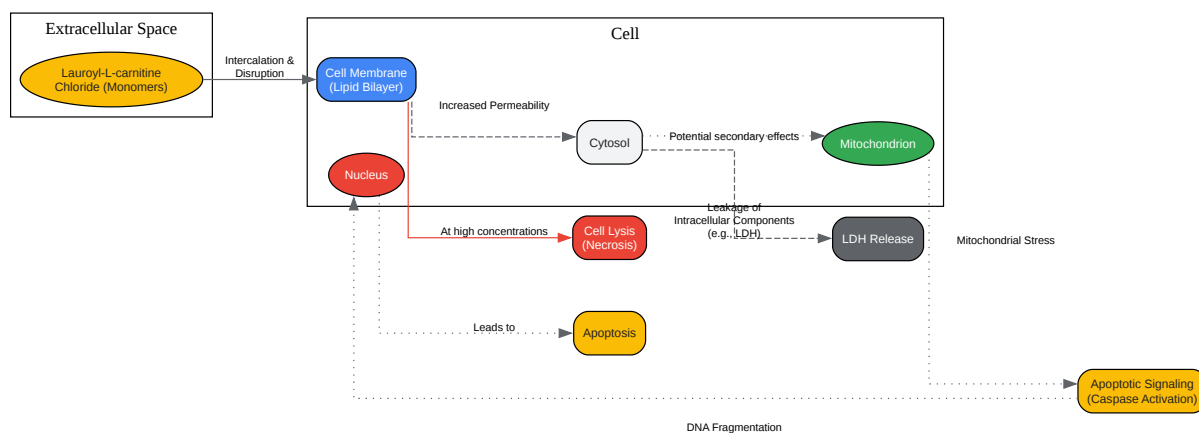 Extracellular Space
Cell
Lauroyl-L-carnitine
Chloride (Monomers)
Intercalation &
Disruption
Cell Membrane
(Lipid Bilayer)
Increased Permeability
Cytosol
Potential secondary effects
Mitochondrion
Nucleus
Leakage of
Intracellular Components
(e.g., LDH)
At high concentrations
Cell Lysis
(Necrosis)
LDH Release
Mitochondrial Stress
Leads to
Apoptosis
Apoptotic Signaling
(Caspase Activation)
DNA Fragmentation